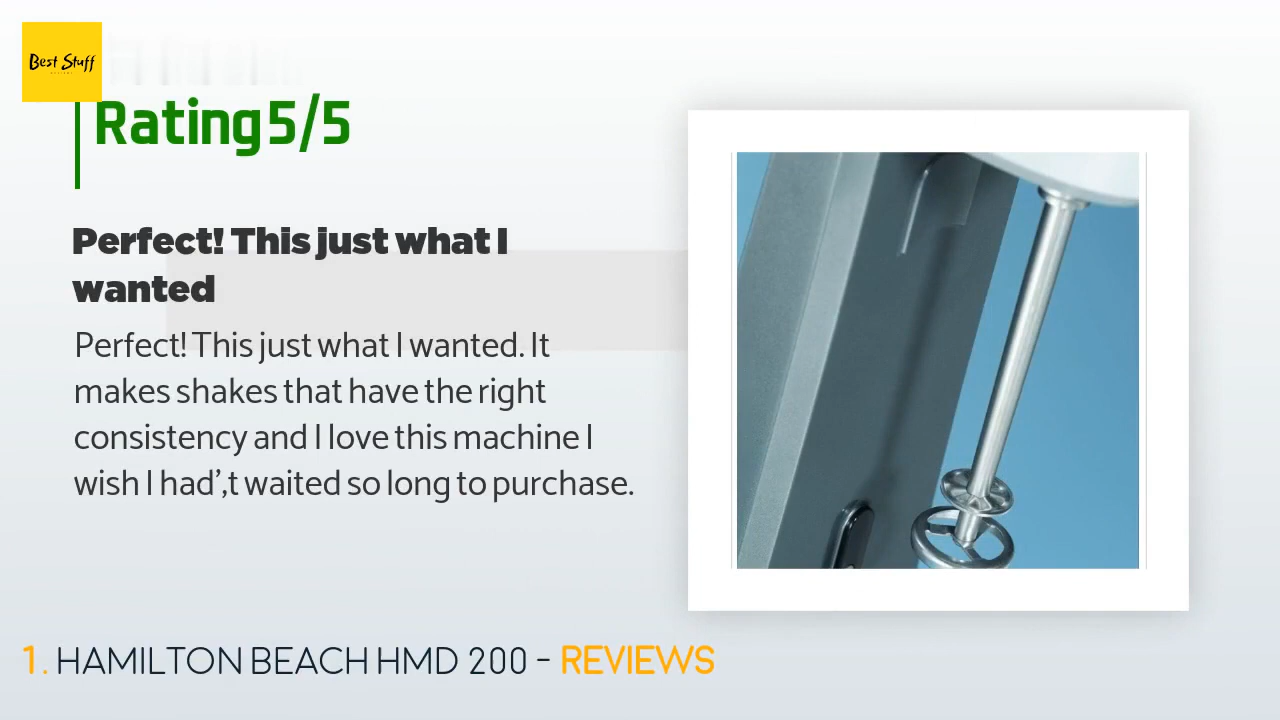 Best Stuff
Rating 5/5
Perfect! This just what I
wanted
Perfect! This just what I wanted. It
makes shakes that have the right
consistency and I love this machine I
wish I had’,t waited so long to purchase.
1. HAMILTON BEACH HMD 200 - REVIEWS